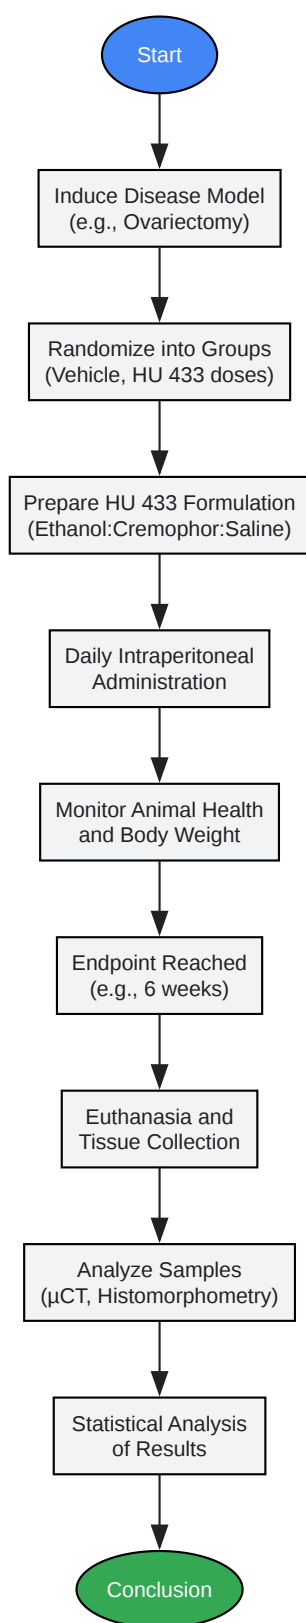 Start
Induce Disease Model
(e.g., Ovariectomy)
Randomize into Groups
(Vehicle, HU 433 doses)
Prepare HU 433 Formulation
(Ethanol:Cremophor:Saline)
Daily Intraperitoneal
Administration
Monitor Animal Health
and Body Weight
Endpoint Reached
(e.g., 6 weeks)
Euthanasia and
Tissue Collection
Analyze Samples
(µCT, Histomorphometry)
Statistical Analysis
of Results
Conclusion